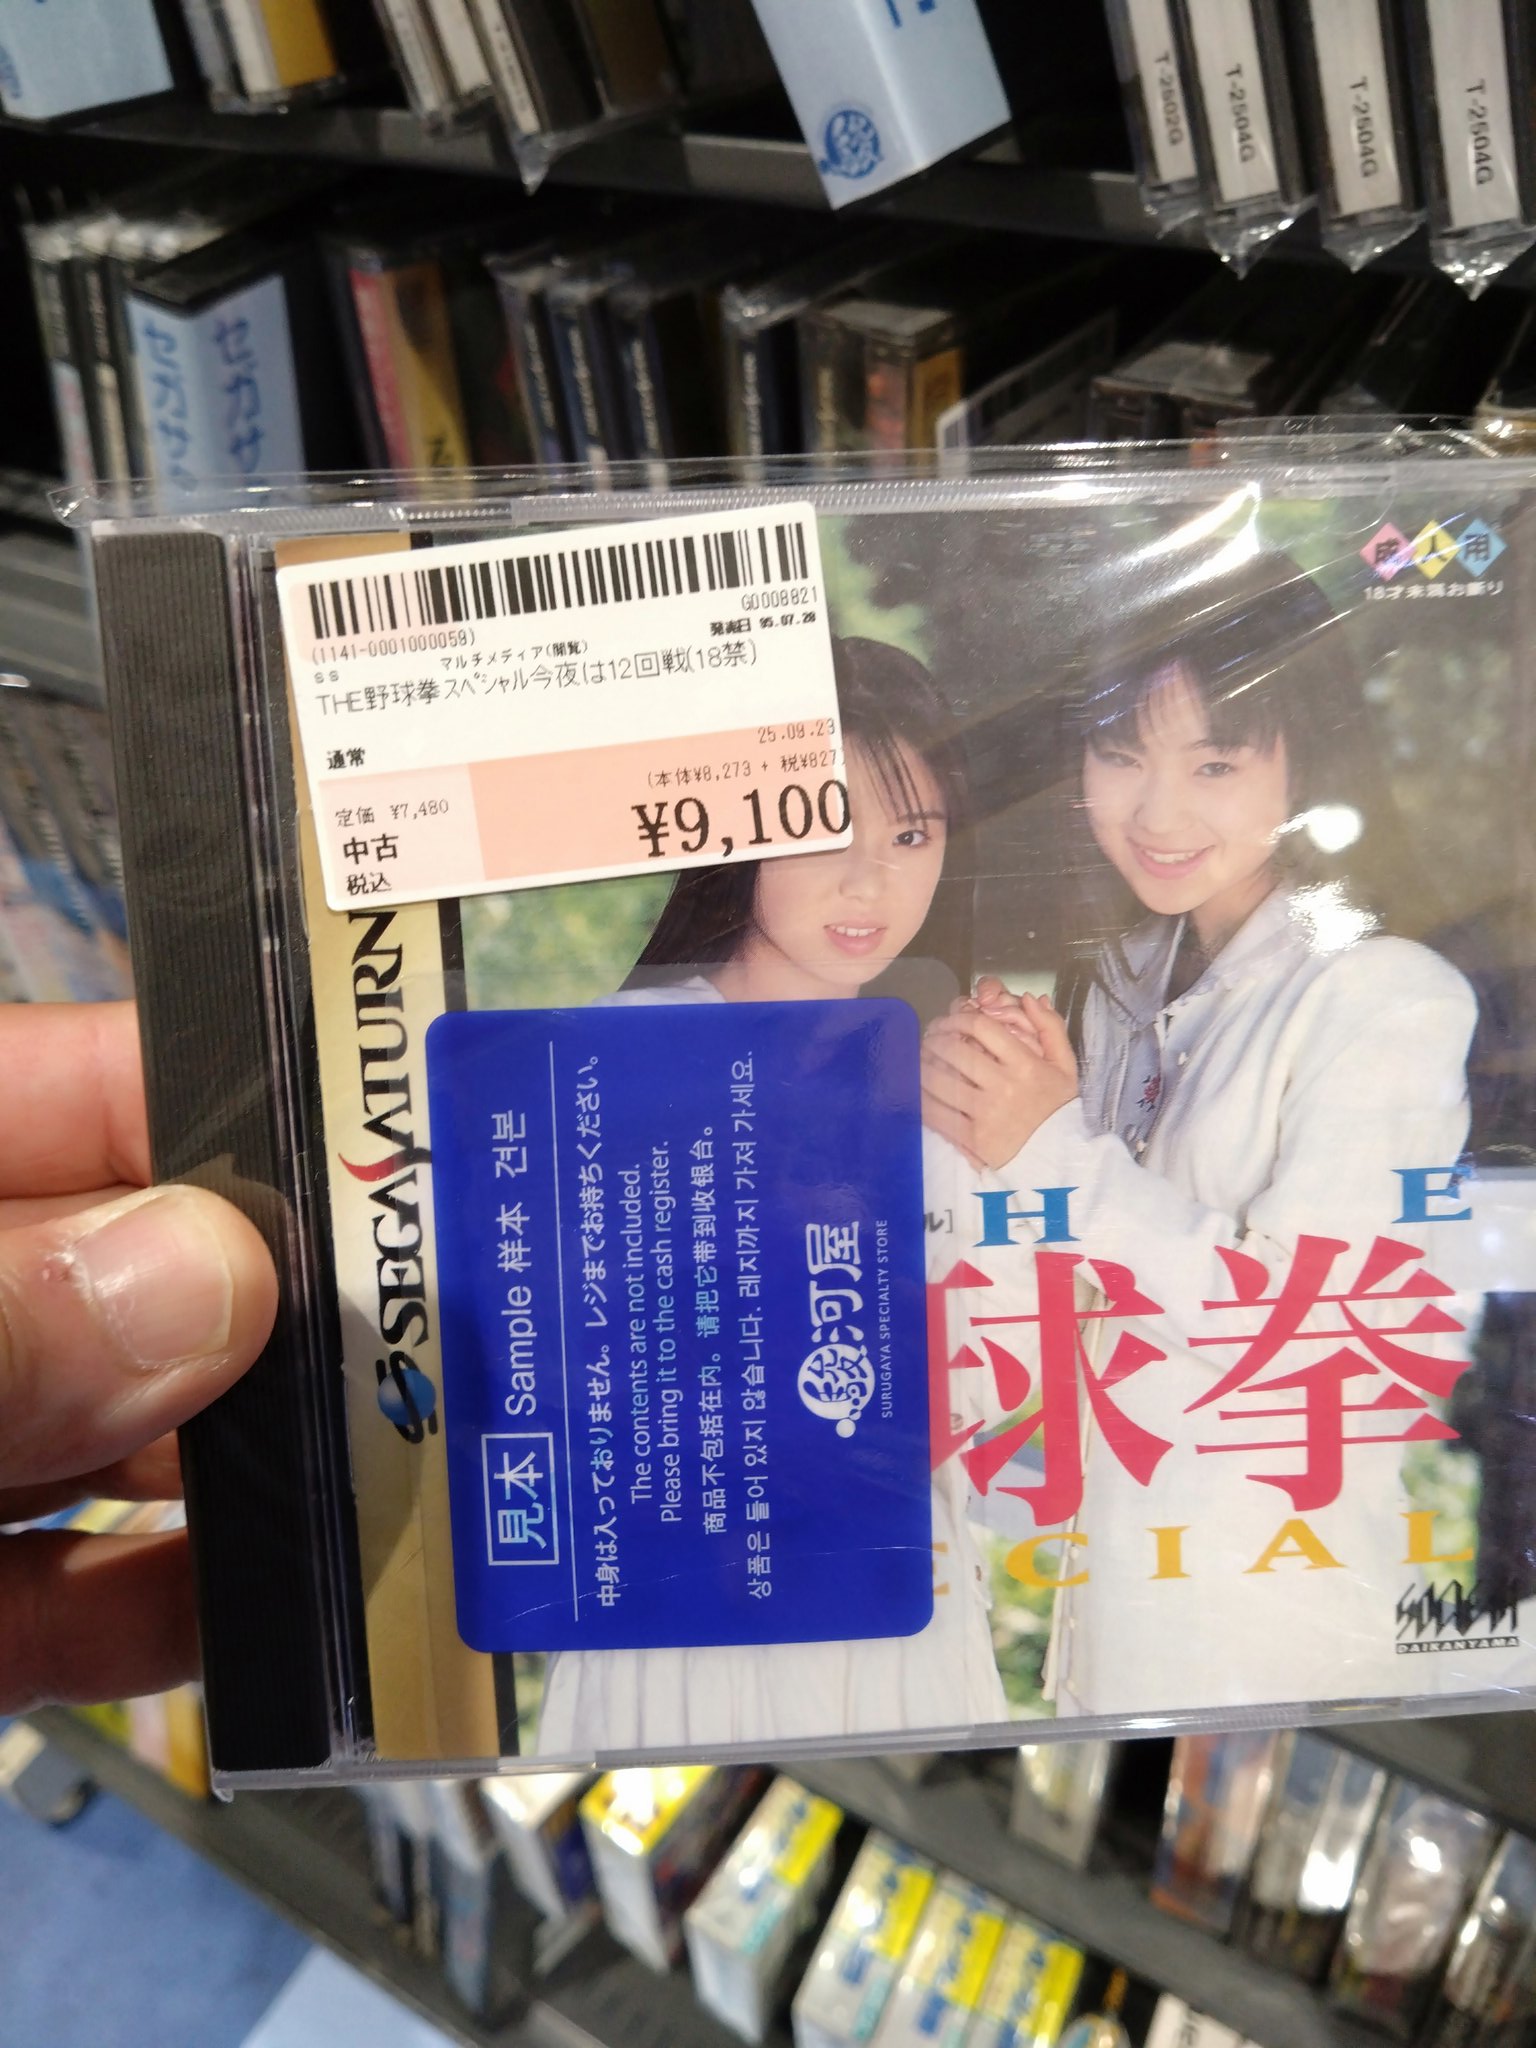 T-2502G
T-2504G
T-2504G
T-2504G
成人用
18才未満お断り
(1141-0001000059)
G0008821
発売日 95.07.28
SS
マルチメディア(閲覧)
THE野球拳スペシャル今夜は12回戦(18禁)
通常
25.09.23
(本体¥8,273 + 税¥827)
定価 ¥7,480
¥9,100
中古
税込
SEGA SATURN
見本 Sample 样本 견본
中身は入っておりません。レジまでお持ちください。
The contents are not included.
Please bring it to the cash register.
商品不包括在内。请把它带到收银台。
상품은 들어 있지 않습니다. 레지까지 가져 가세요.
駿河屋
SURUGAYA SPECIALTY STORE
ル]
HE
球拳
ECIAL
SOCIETY
DAIKANYAMA